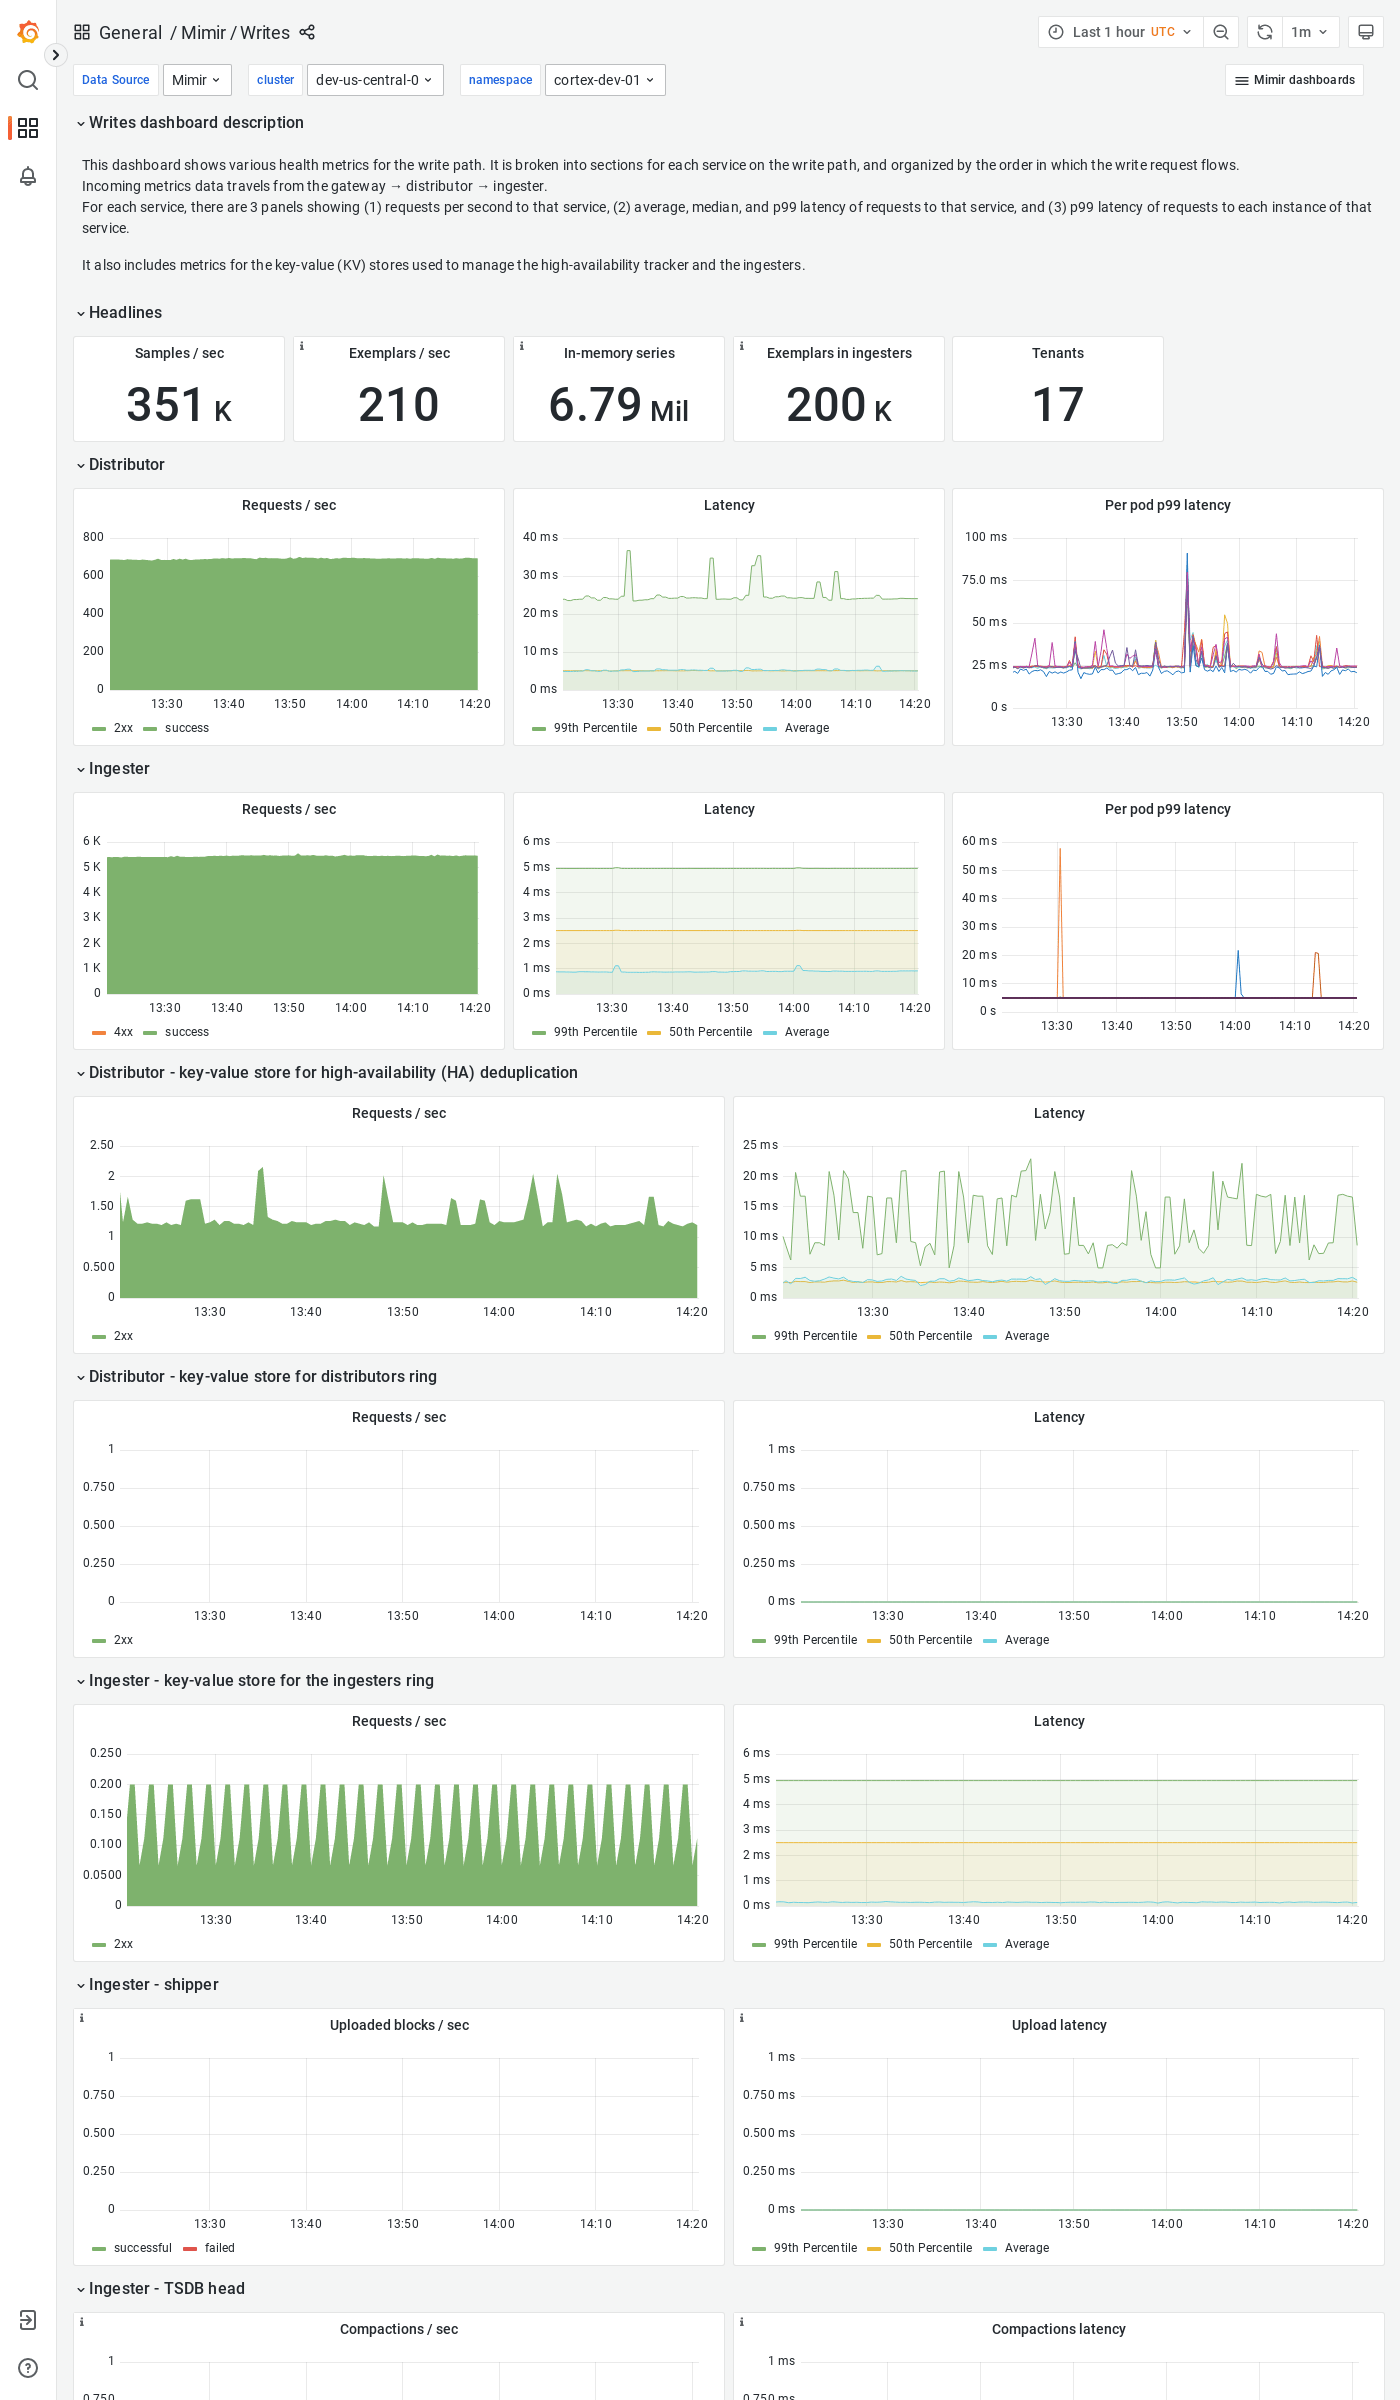 General / Mimir / Writes
Last 1 hour UTC
1m
Data Source Mimir cluster dev-us-central-0 namespace cortex-dev-01 Mimir dashboards
Writes dashboard description
This dashboard shows various health metrics for the write path. It is broken into sections for each service on the write path, and organized by the order in which the write request flows.
Incoming metrics data travels from the gateway → distributor → ingester.
For each service, there are 3 panels showing (1) requests per second to that service, (2) average, median, and p99 latency of requests to that service, and (3) p99 latency of requests to each instance of that
service.
It also includes metrics for the key-value (KV) stores used to manage the high-availability tracker and the ingesters.
Headlines
Samples / sec
351 K
Exemplars / sec
210
In-memory series
6.79 Mil
Exemplars in ingesters
200 K
Tenants
17
Distributor
Requests / sec
800
600
400
200
0
13:30 13:40 13:50 14:00 14:10 14:20
2xx success
Latency
40 ms
30 ms
20 ms
10 ms
0 ms
13:30 13:40 13:50 14:00 14:10 14:20
99th Percentile 50th Percentile Average
Per pod p99 latency
100 ms
75.0 ms
50 ms
25 ms
0 s
13:30 13:40 13:50 14:00 14:10 14:20
Ingester
Requests / sec
6 K
5 K
4 K
3 K
2 K
1 K
0
13:30 13:40 13:50 14:00 14:10 14:20
4xx success
Latency
6 ms
5 ms
4 ms
3 ms
2 ms
1 ms
0 ms
13:30 13:40 13:50 14:00 14:10 14:20
99th Percentile 50th Percentile Average
Per pod p99 latency
60 ms
50 ms
40 ms
30 ms
20 ms
10 ms
0 s
13:30 13:40 13:50 14:00 14:10 14:20
Distributor - key-value store for high-availability (HA) deduplication
Requests / sec
2.50
2
1.50
1
0.500
0
13:30 13:40 13:50 14:00 14:10 14:20
2xx
Latency
25 ms
20 ms
15 ms
10 ms
5 ms
0 ms
13:30 13:40 13:50 14:00 14:10 14:20
99th Percentile 50th Percentile Average
Distributor - key-value store for distributors ring
Requests / sec
1
0.750
0.500
0.250
0
13:30 13:40 13:50 14:00 14:10 14:20
2xx
Latency
1 ms
0.750 ms
0.500 ms
0.250 ms
0 ms
13:30 13:40 13:50 14:00 14:10 14:20
99th Percentile 50th Percentile Average
Ingester - key-value store for the ingesters ring
Requests / sec
0.250
0.200
0.150
0.100
0.0500
0
13:30 13:40 13:50 14:00 14:10 14:20
2xx
Latency
6 ms
5 ms
4 ms
3 ms
2 ms
1 ms
0 ms
13:30 13:40 13:50 14:00 14:10 14:20
99th Percentile 50th Percentile Average
Ingester - shipper
Uploaded blocks / sec
1
0.750
0.500
0.250
0
13:30 13:40 13:50 14:00 14:10 14:20
successful failed
Upload latency
1 ms
0.750 ms
0.500 ms
0.250 ms
0 ms
13:30 13:40 13:50 14:00 14:10 14:20
99th Percentile 50th Percentile Average
Ingester - TSDB head
Compactions / sec
1
0.750
Compactions latency
1 ms
0.750 ms